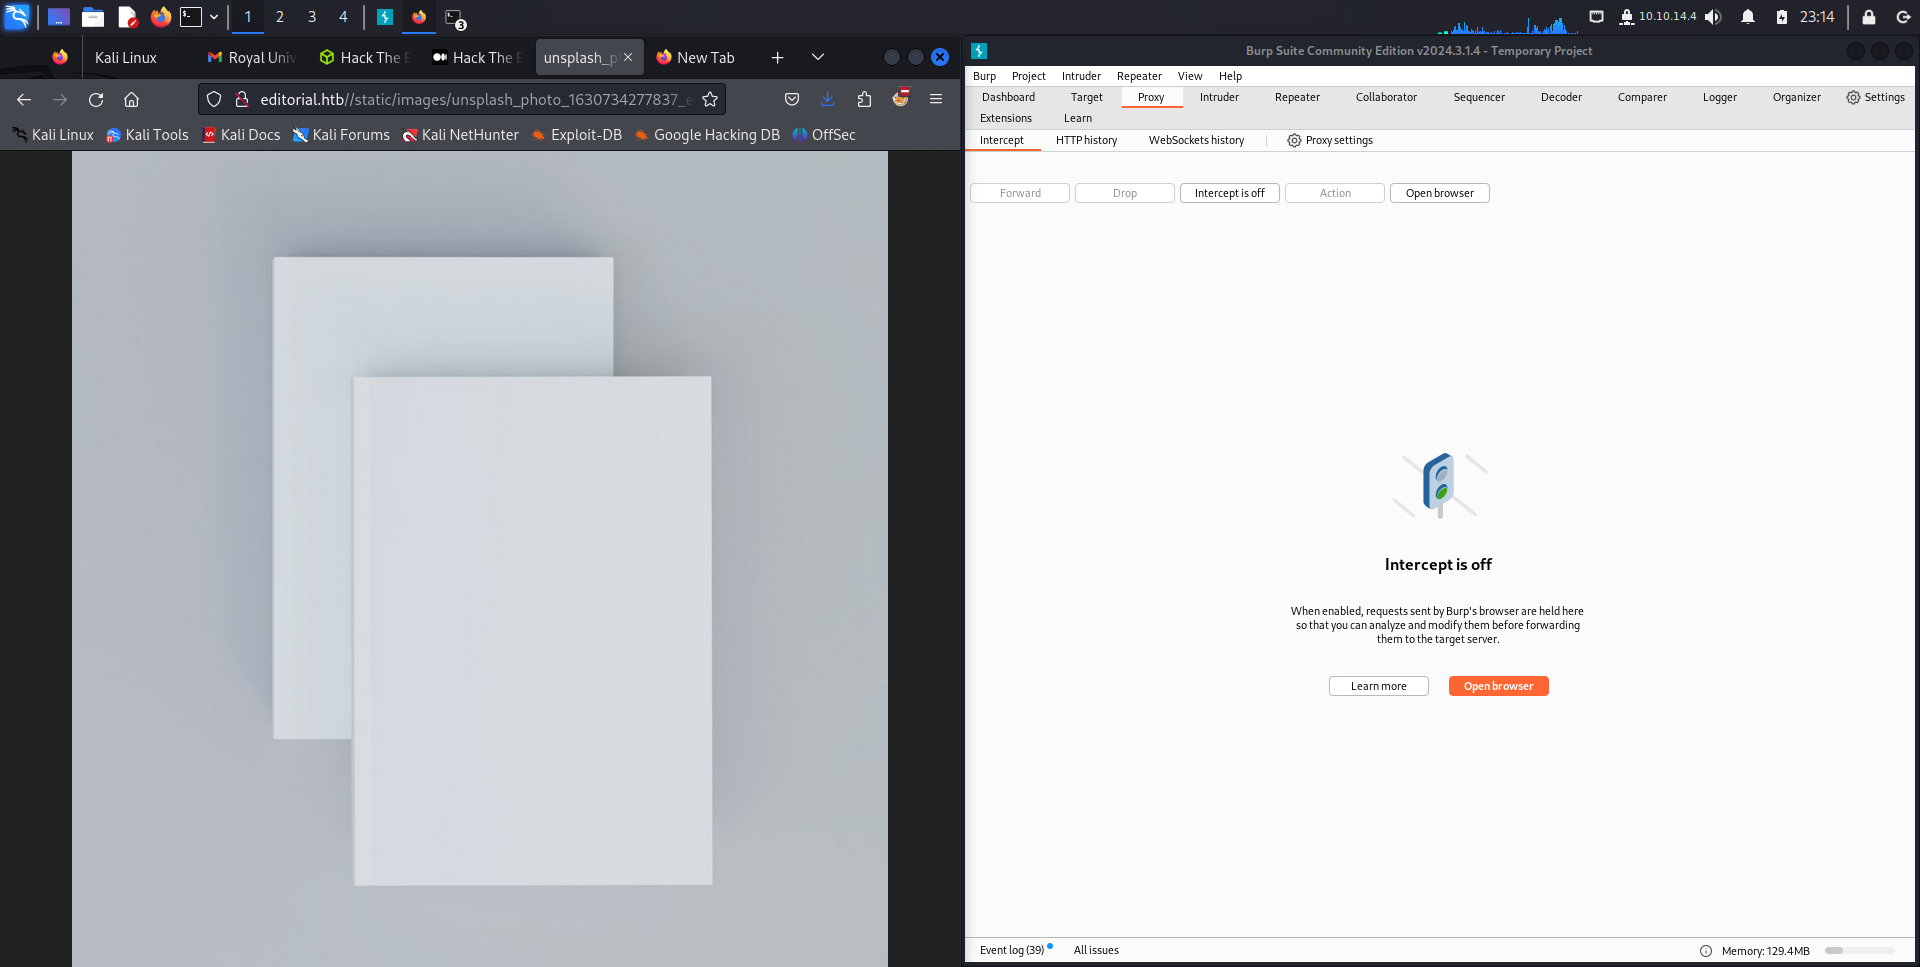 1 2 3 4 3 10.10.14.4 23:14
Kali Linux Royal Univ Hack The Hack The unsplash_p New Tab
Burp Suite Community Edition v2024.3.1.4 - Temporary Project
editorial.htb//static/images/unsplash_photo_1630734277837_e
Kali Linux Kali Tools Kali Docs Kali Forums Kali NetHunter Exploit-DB Google Hacking DB OffSec
Burp Project Intruder Repeater View Help
Dashboard Target Proxy Intruder Repeater Collaborator Sequencer Decoder Comparer Logger Organizer Settings
Extensions Learn
Intercept HTTP history WebSockets history Proxy settings
Forward Drop Intercept is off Action Open browser
Intercept is off
When enabled, requests sent by Burp's browser are held here
so that you can analyze and modify them before forwarding
them to the target server.
Learn more Open browser
Event log (39) All issues Memory: 129.4MB